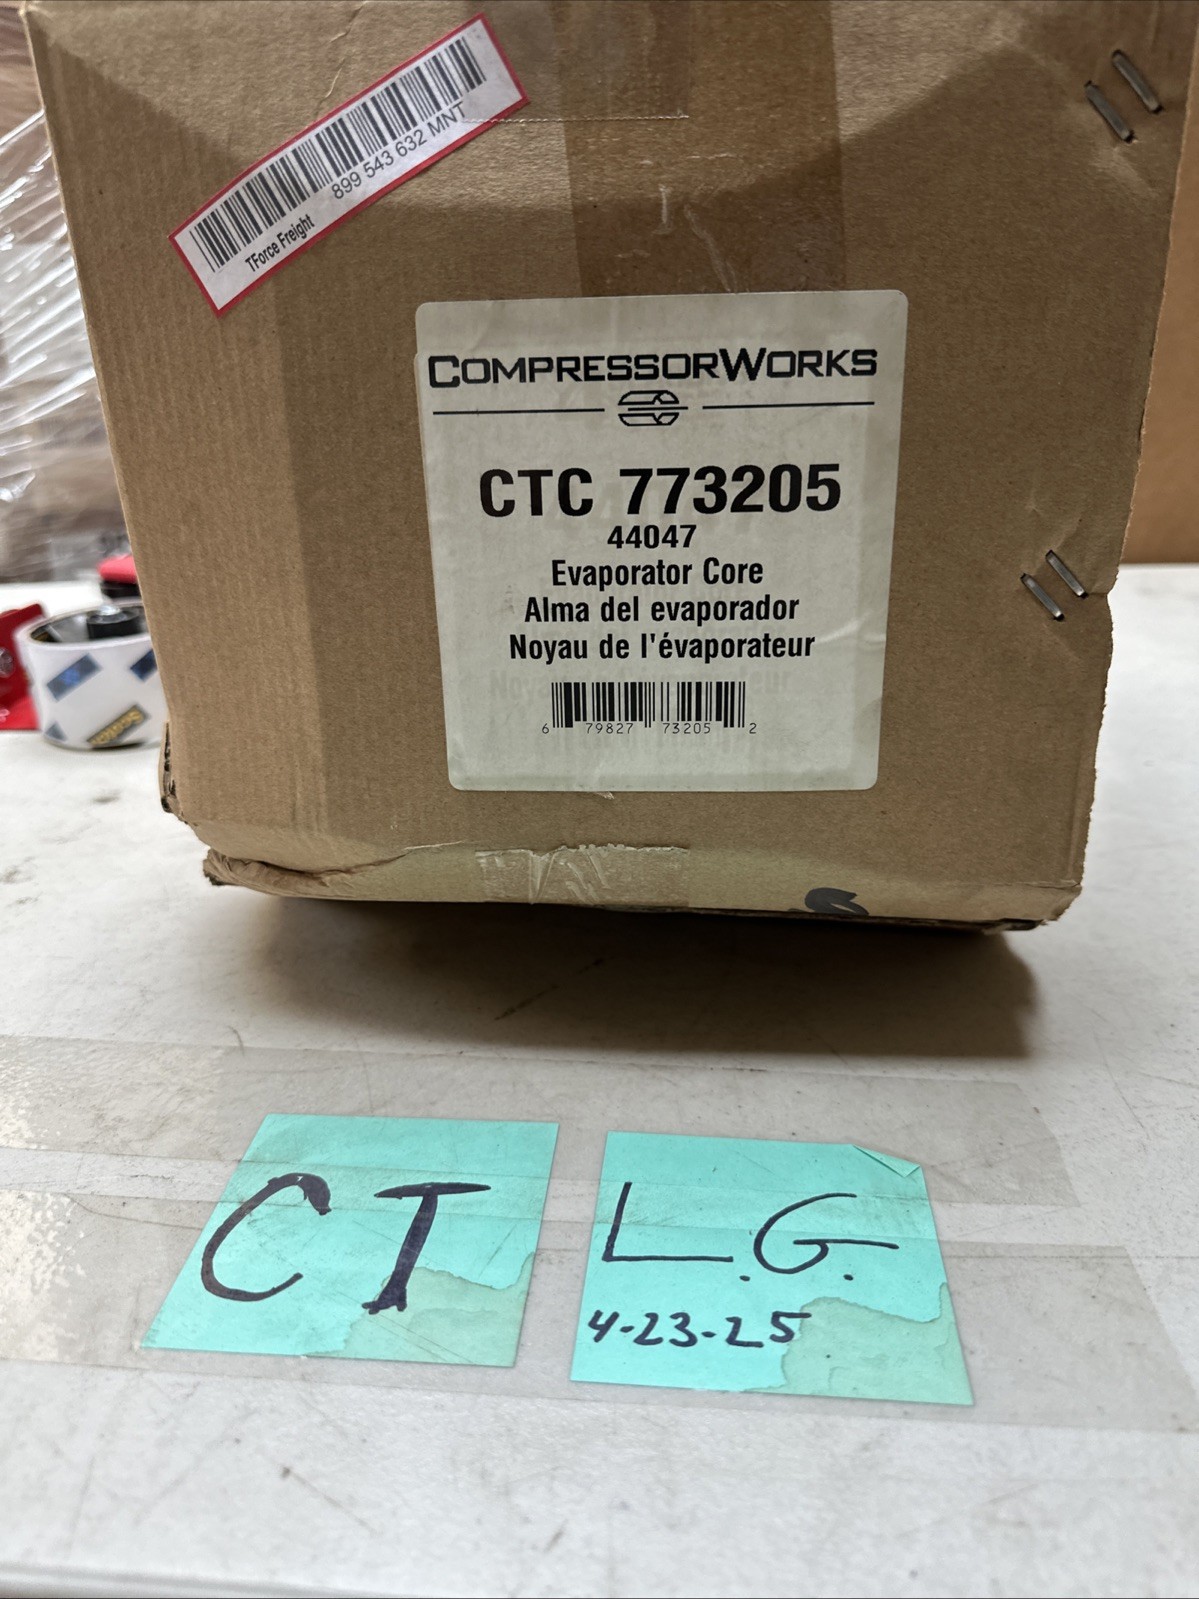 899 543 632 MNT
TForce Freight
COMPRESSORWORKS
CTC 773205
44047
Evaporator Core
Alma del evaporador
Noyau de l'évaporateur
6 79827 73205 2
Scotch
CT
L.G.
4-23-25